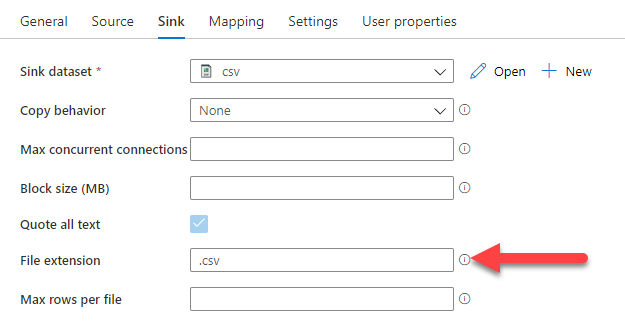 General Source Sink Mapping Settings User properties
Sink dataset * csv Open New
Copy behavior None
Max concurrent connections
Block size (MB)
Quote all text
File extension .csv
Max rows per file